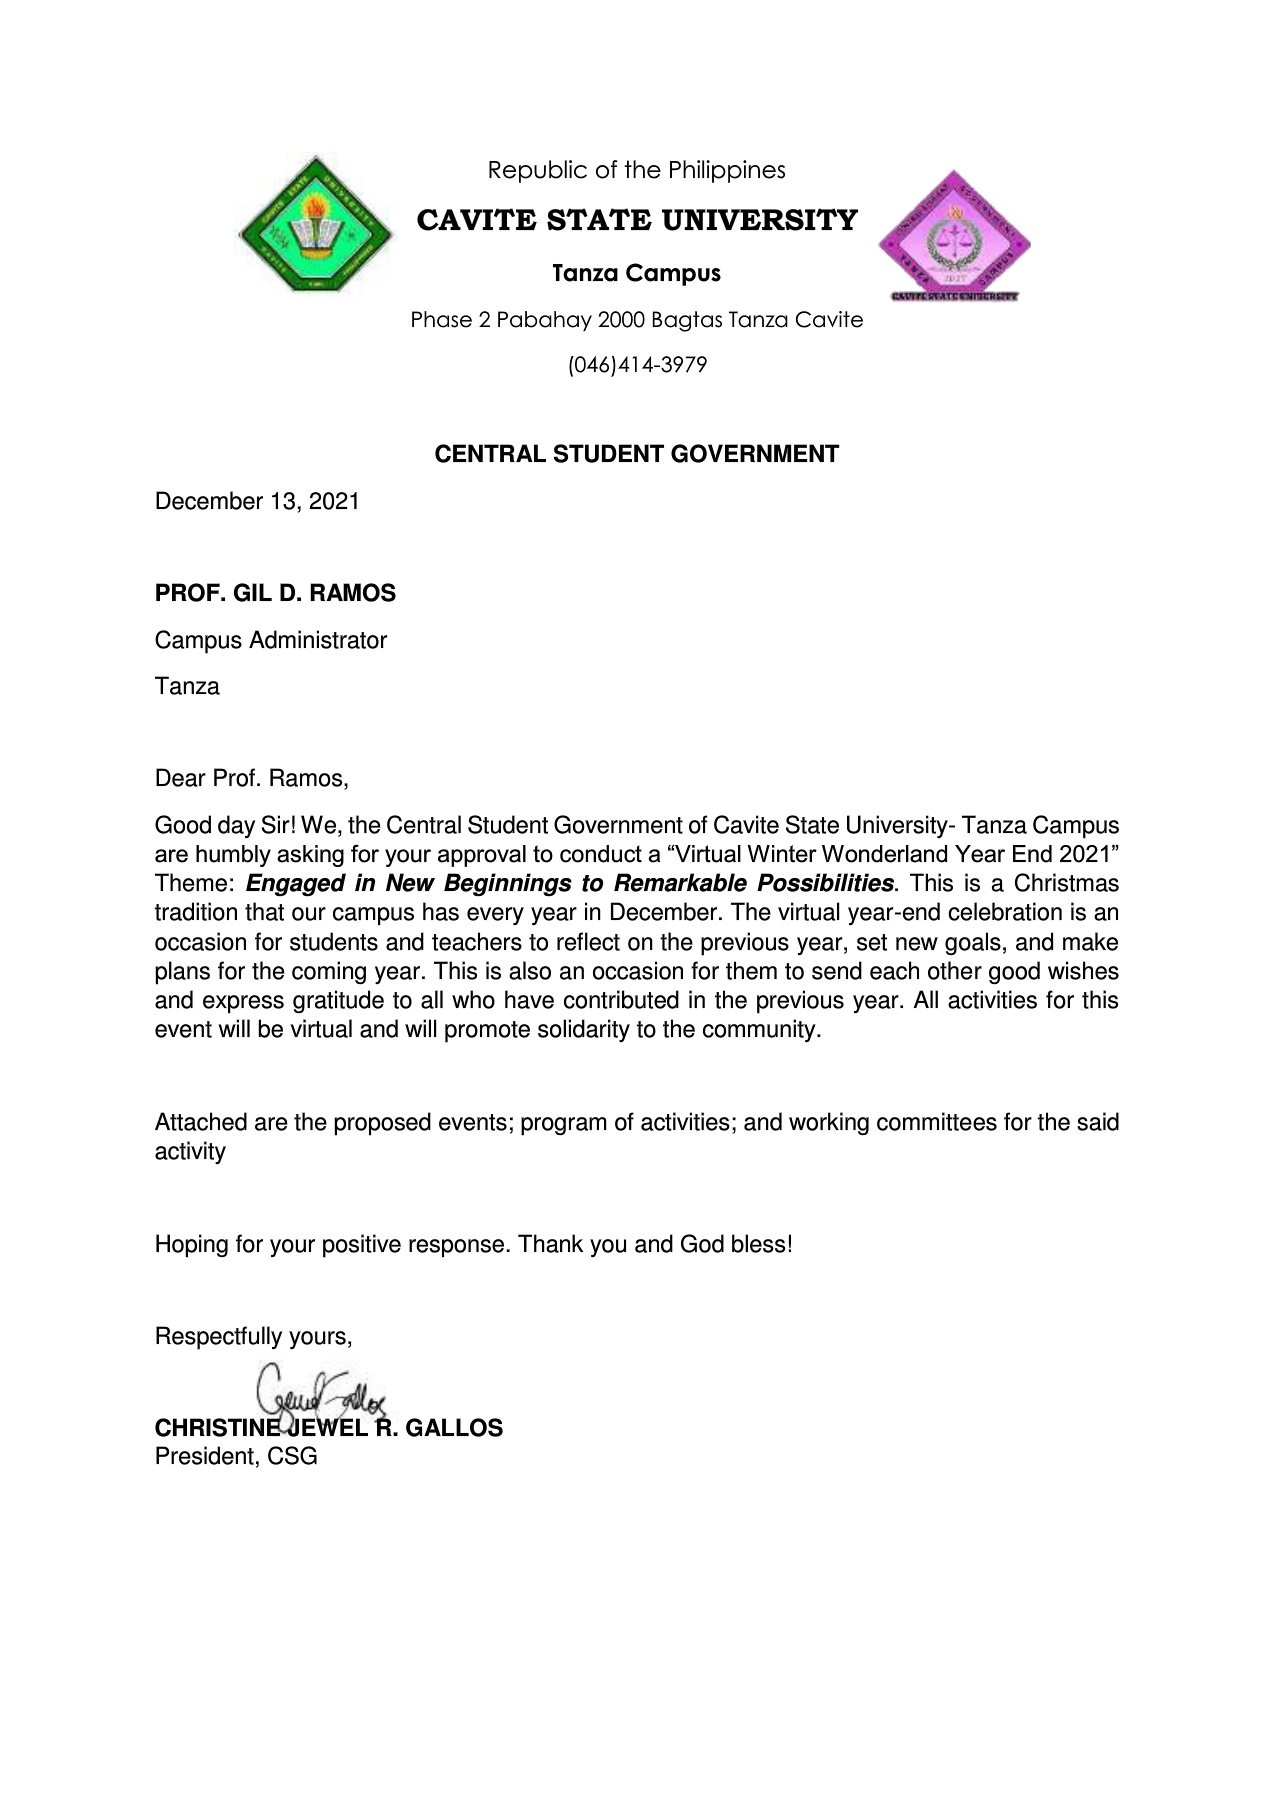 Republic of the Philippines
CAVITE STATE UNIVERSITY
Tanza Campus
Phase 2 Pabahay 2000 Bagtas Tanza Cavite
(046)414-3979
CAVITE STATE UNIVERSITY
CAVITE STATE UNIVERSITY
CENTRAL STUDENT GOVERNMENT
December 13, 2021
PROF. GIL D. RAMOS
Campus Administrator
Tanza
Dear Prof. Ramos,
Good day Sir! We, the Central Student Government of Cavite State University- Tanza Campus
are humbly asking for your approval to conduct a “Virtual Winter Wonderland Year End 2021”
Theme: Engaged in New Beginnings to Remarkable Possibilities. This is a Christmas
tradition that our campus has every year in December. The virtual year-end celebration is an
occasion for students and teachers to reflect on the previous year, set new goals, and make
plans for the coming year. This is also an occasion for them to send each other good wishes
and express gratitude to all who have contributed in the previous year. All activities for this
event will be virtual and will promote solidarity to the community.
Attached are the proposed events; program of activities; and working committees for the said
activity
Hoping for your positive response. Thank you and God bless!
Respectfully yours,
CHRISTINE JEWEL R. GALLOS
President, CSG